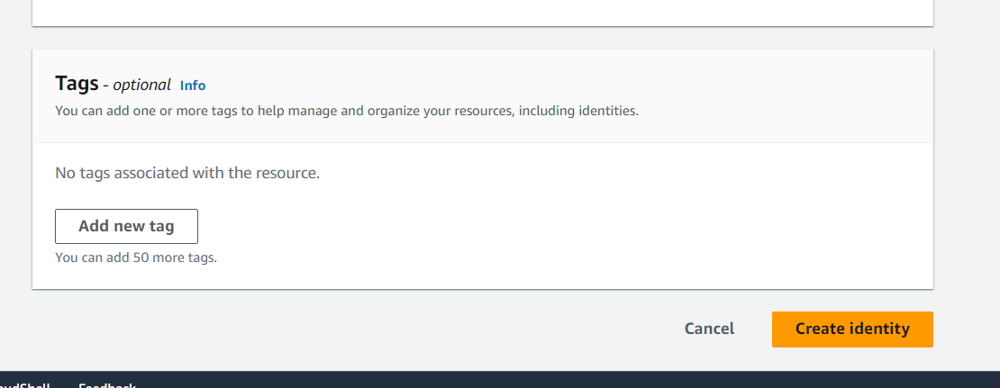 Tags - optional Info
You can add one or more tags to help manage and organize your resources, including identities.
No tags associated with the resource.
Add new tag
You can add 50 more tags.
Cancel Create identity
Feedback